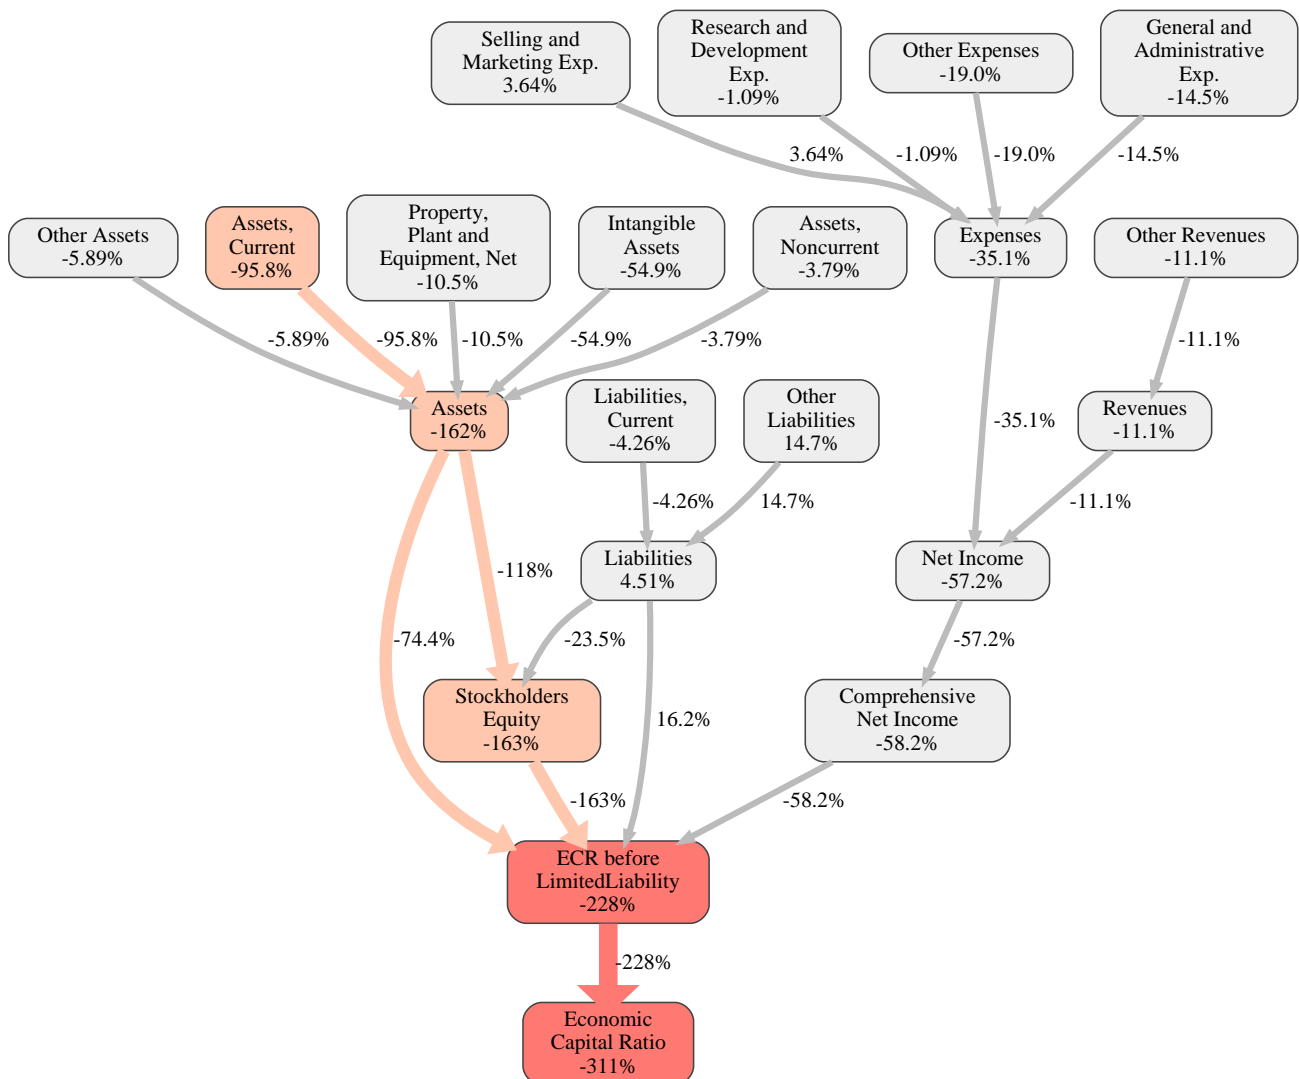 Selling and
Marketing Exp.
3.64%
Research and
Development
Exp.
-1.09%
Other Expenses
-19.0%
General and
Administrative
Exp.
-14.5%
3.64%
-1.09%
-19.0%
-14.5%
Other Assets
-5.89%
Assets,
Current
-95.8%
Property,
Plant and
Equipment, Net
-10.5%
Intangible
Assets
-54.9%
Assets,
Noncurrent
-3.79%
Expenses
-35.1%
Other Revenues
-11.1%
-5.89%
-95.8%
-10.5%
-54.9%
-3.79%
-11.1%
Assets
-162%
Liabilities,
Current
-4.26%
Other
Liabilities
14.7%
-35.1%
Revenues
-11.1%
-4.26%
14.7%
-11.1%
-118%
Liabilities
4.51%
Net Income
-57.2%
-74.4%
-23.5%
-57.2%
Stockholders
Equity
-163%
16.2%
Comprehensive
Net Income
-58.2%
-163%
-58.2%
ECR before
LimitedLiability
-228%
-228%
Economic
Capital Ratio
-311%